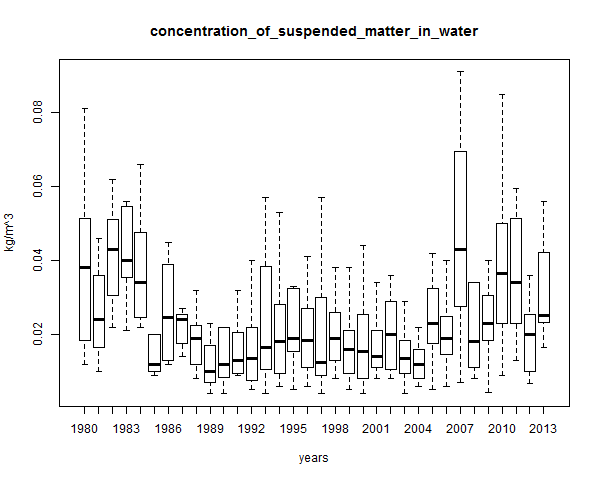 concentration_of_suspended_matter_in_water
kg/m^3
0.08
0.06
0.04
0.02
1980 1983 1986 1989 1992 1995 1998 2001 2004 2007 2010 2013
years